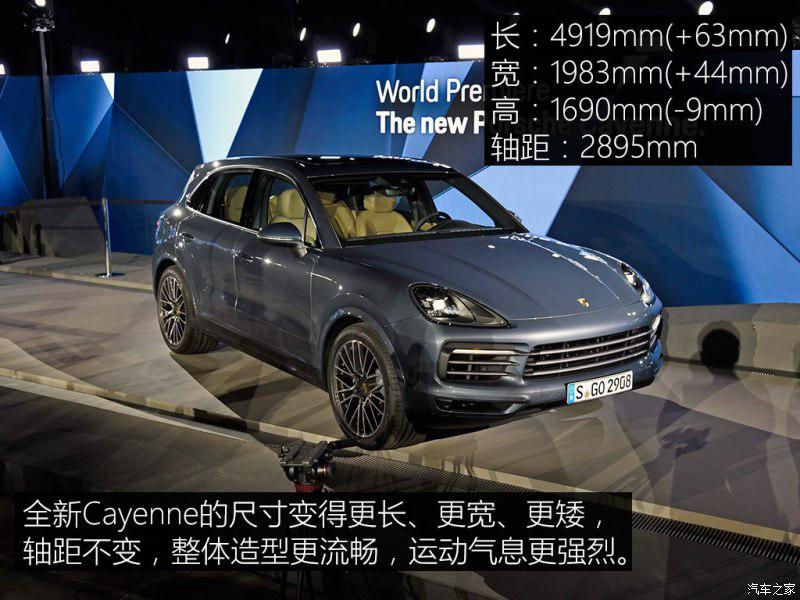 长：4919mm(+63mm)
宽：1983mm(+44mm)
高：1690mm(-9mm)
轴距：2895mm
World Premiere
The new Porsche Cayenne.
S GO 2908
全新Cayenne的尺寸变得更长、更宽、更矮，
轴距不变，整体造型更流畅，运动气息更强烈。
汽车之家